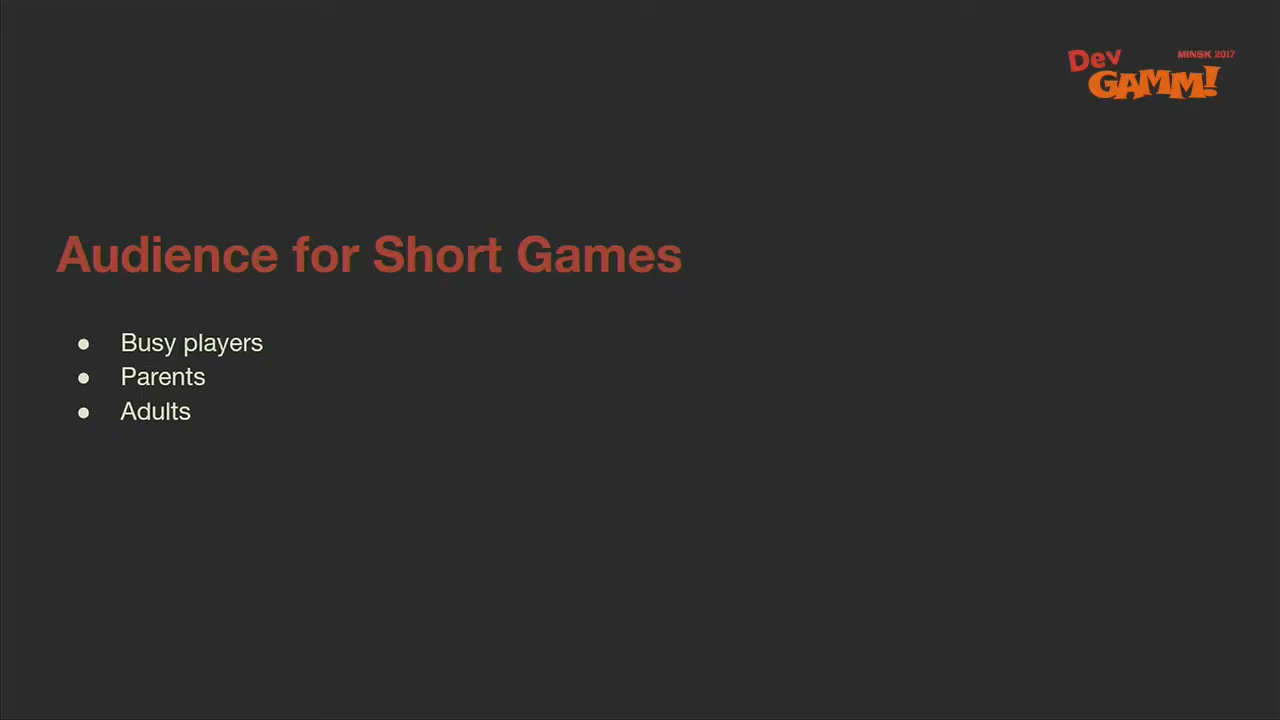 Dev
MINSK 2017
GAMM!
Audience for Short Games
● Busy players
● Parents
● Adults